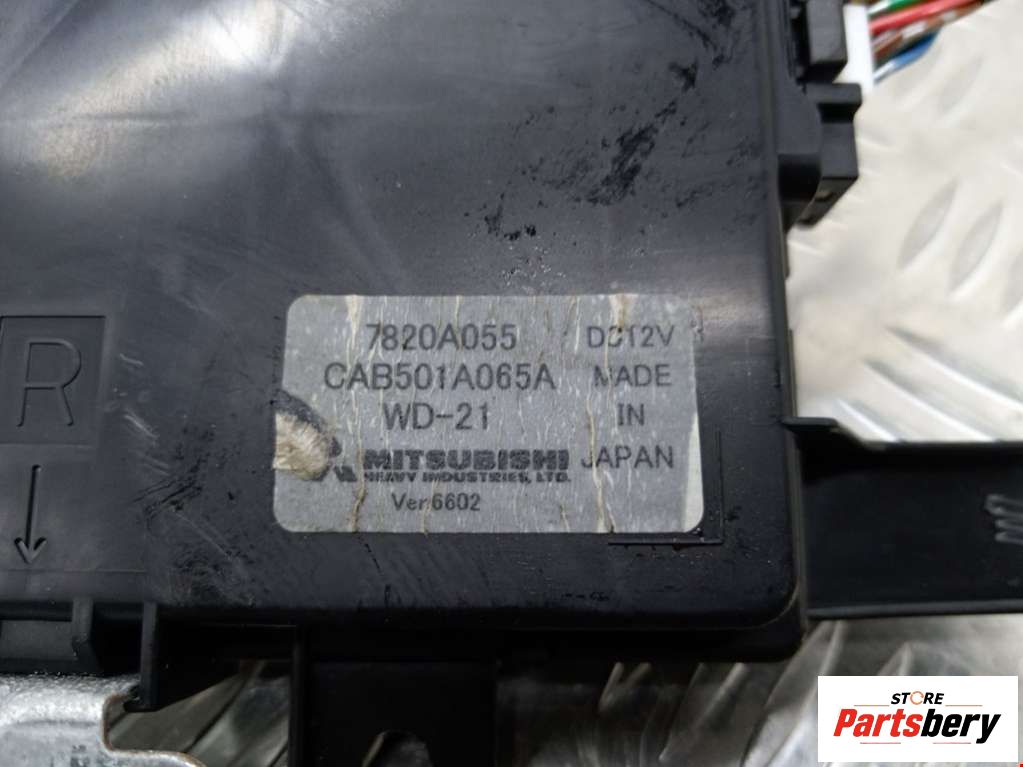 7820A055 DC12V
CAB501A065A MADE
WD-21 IN
MITSUBISHI JAPAN
HEAVY INDUSTRIES, LTD.
Ver.6602
R
STORE
Partsbery